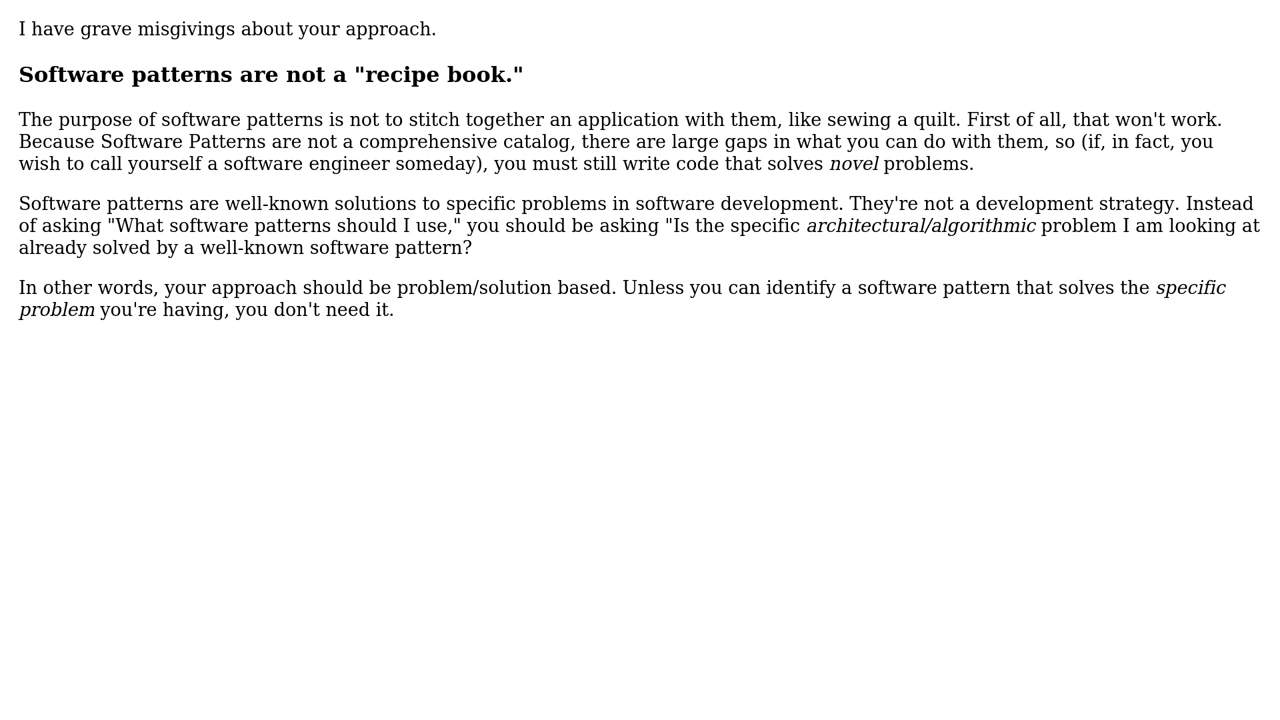 I have grave misgivings about your approach.
Software patterns are not a "recipe book."
The purpose of software patterns is not to stitch together an application with them, like sewing a quilt. First of all, that won't work.
Because Software Patterns are not a comprehensive catalog, there are large gaps in what you can do with them, so (if, in fact, you
wish to call yourself a software engineer someday), you must still write code that solves novel problems.
Software patterns are well-known solutions to specific problems in software development. They're not a development strategy. Instead
of asking "What software patterns should I use," you should be asking "Is the specific architectural/algorithmic problem I am looking at
already solved by a well-known software pattern?
In other words, your approach should be problem/solution based. Unless you can identify a software pattern that solves the specific
problem you're having, you don't need it.